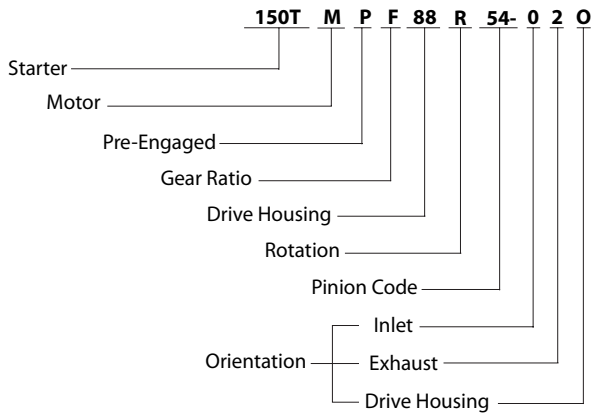 150T M P F 88 R 54- 0 2 O
Starter
Motor
Pre-Engaged
Gear Ratio
Drive Housing
Rotation
Pinion Code
Inlet
Orientation Exhaust
Drive Housing